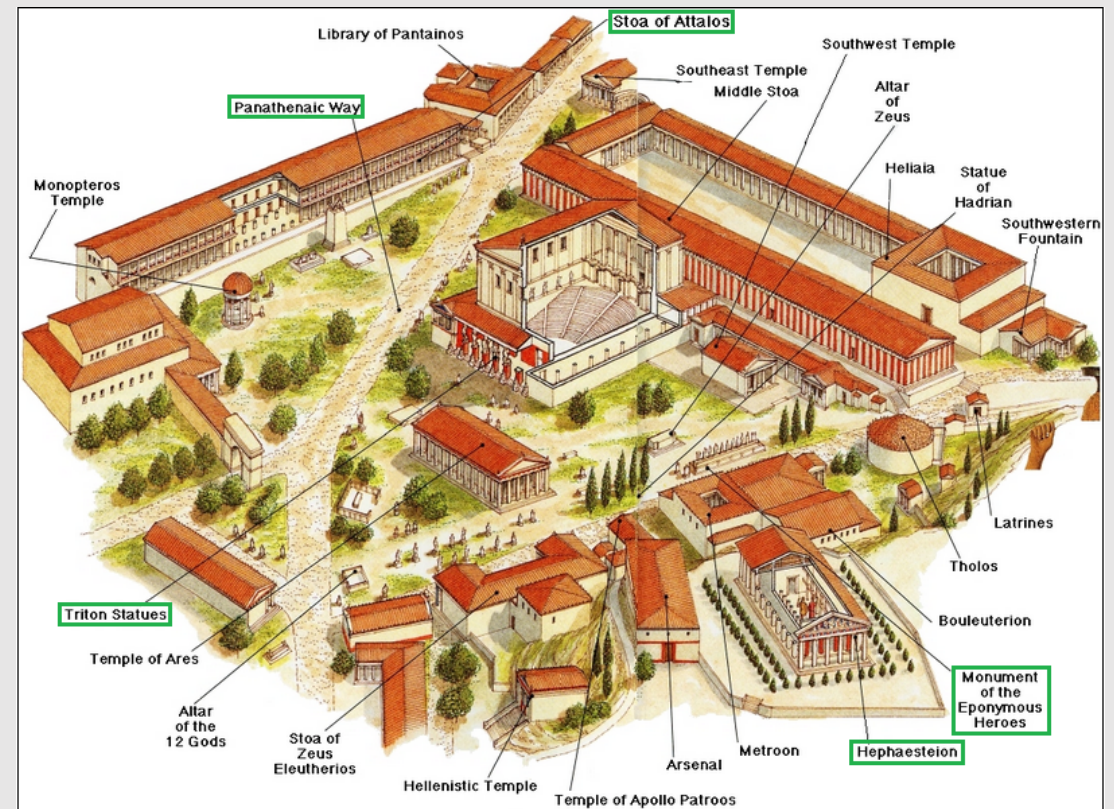 Stoa of Attalos
Library of Pantainos
Southwest Temple
Southeast Temple
Middle Stoa
Altar
of
Zeus
Panathenaic Way
Heliaia
Statue
of
Hadrian
Monopteros
Temple
Southwestern
Fountain
Latrines
Tholos
Triton Statues
Bouleuterion
Temple of Ares
Monument
of the
Eponymous
Heroes
Altar
of the
12 Gods
Stoa of
Zeus
Eleutherios
Metroon
Hephaesteion
Arsenal
Hellenistic Temple
Temple of Apollo Patroos